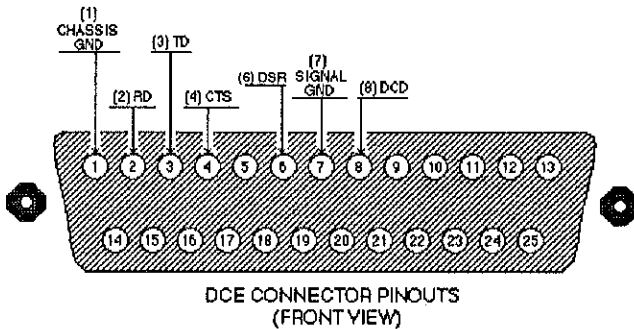 (1)
CHASSIS
GND
(2) RD
(3) TD
(4) CTS
(6) DSR
(7)
SIGNAL
GND
(8) DCD
1 2 3 4 5 6 7 8 9 10 11 12 13
14 15 16 17 18 19 20 21 22 23 24 25
DCE CONNECTOR PINOUTS
(FRONT VIEW)